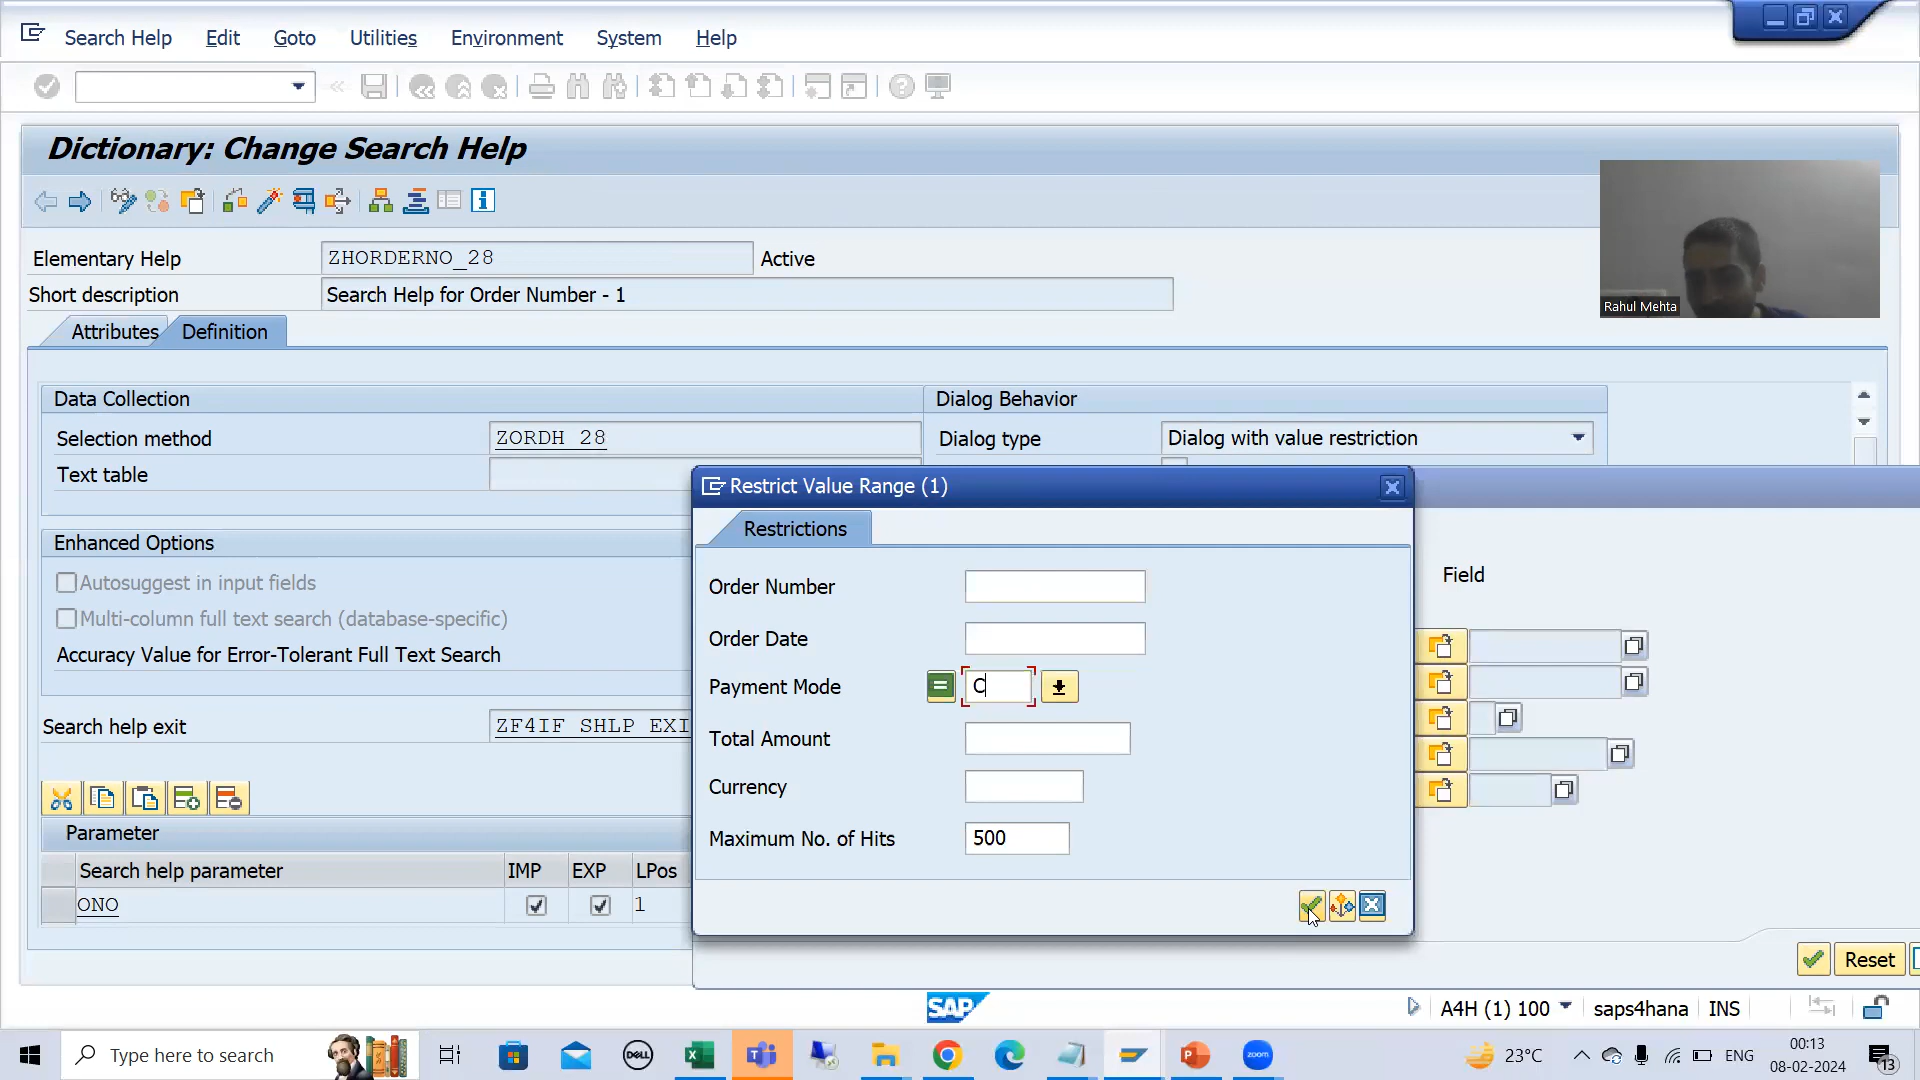 Search Help Edit Goto Utilities Environment System Help
Dictionary: Change Search Help
Elementary Help ZHORDERNO_28 Active
Short description Search Help for Order Number - 1
Rahul Mehta
Attributes Definition
Data Collection Dialog Behavior
Selection method ZORDH_28 Dialog type Dialog with value restriction
Text table
Restrict Value Range (1)
Restrictions
Enhanced Options
Autosuggest in input fields
Multi-column full text search (database-specific)
Accuracy Value for Error-Tolerant Full Text Search
Search help exit ZF4IF_SHLP_EXI
Order Number
Order Date
Payment Mode = C
Total Amount
Currency
Maximum No. of Hits 500
Field
Parameter
Search help parameter IMP EXP LPos
ONO 1
Reset
SAP A4H (1) 100 saps4hana INS
Type here to search DELL zoom 23°C ENG 00:13
08-02-2024 13